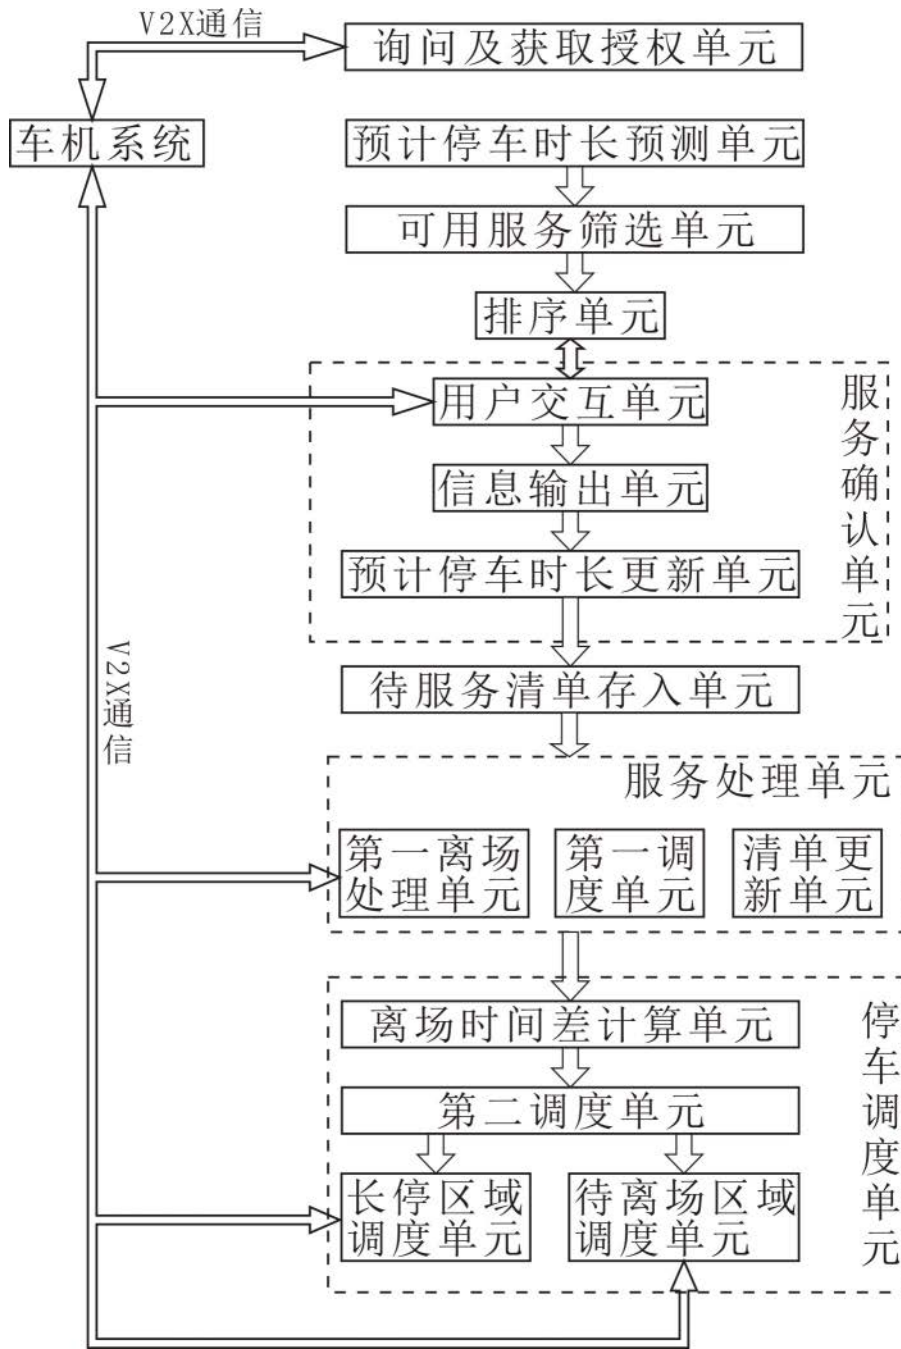 V2X通信
询问及获取授权单元
车机系统
预计停车时长预测单元
可用服务筛选单元
排序单元
用户交互单元
信息输出单元
预计停车时长更新单元
服务确认单元
待服务清单存入单元
V2X通信
服务处理单元
第一离场
处理单元
第一调
度单元
清单更
新单元
离场时间差计算单元
第二调度单元
长停区域
调度单元
待离场区域
调度单元
停车调度单元